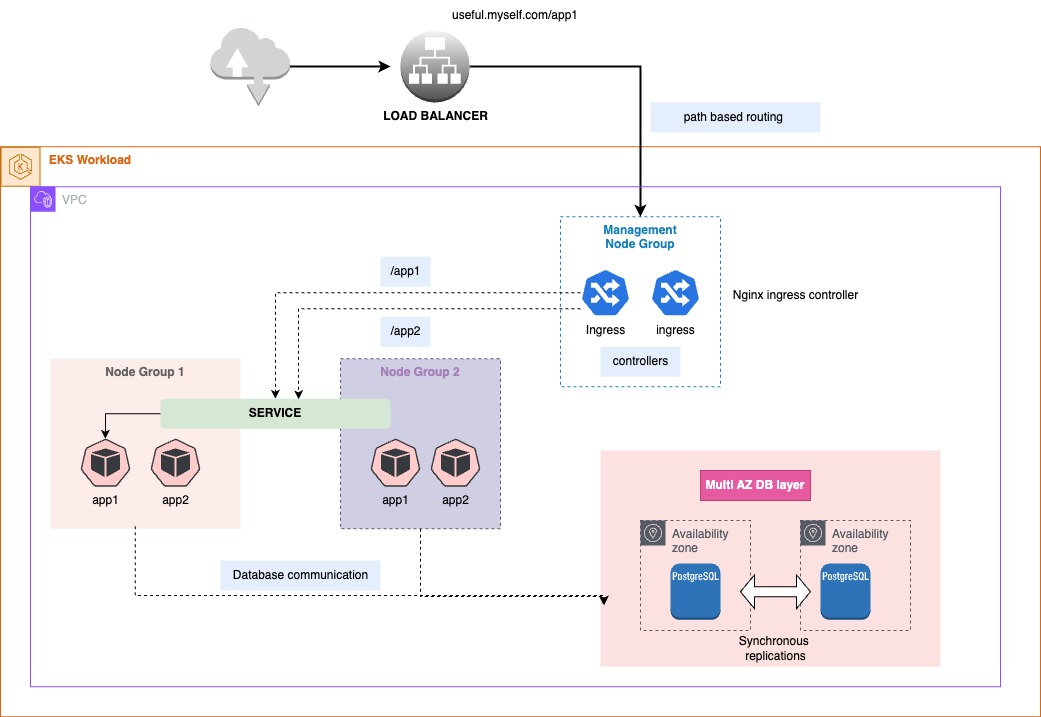 useful.myself.com/app1
LOAD BALANCER
path based routing
EKS Workload
VPC
Management
Node Group
/app1
Nginx ingress controller
Ingress
ingress
/app2
controllers
Node Group 1
Node Group 2
SERVICE
app1
app2
app1
app2
Multi AZ DB layer
Availability
zone
Availability
zone
Database communication
PostgreSQL
PostgreSQL
Synchronous
replications